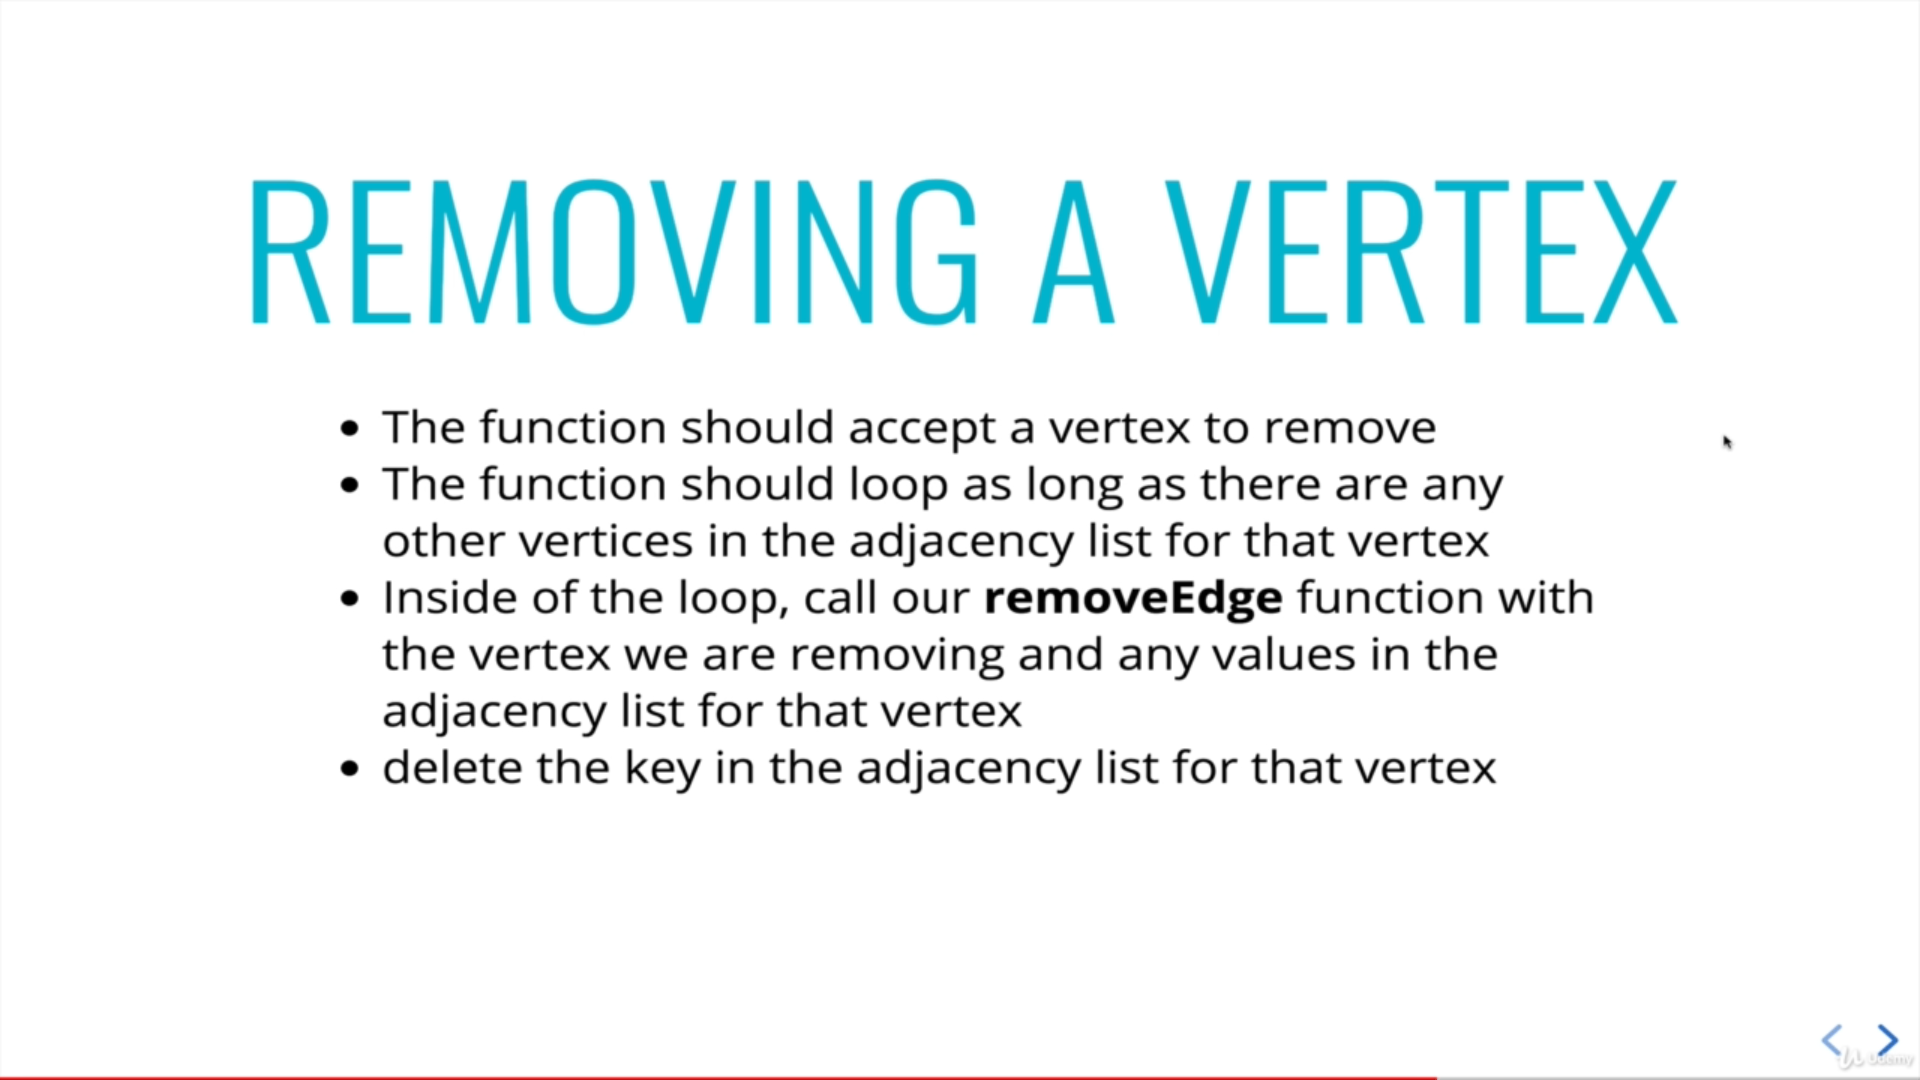 REMOVING A VERTEX
• The function should accept a vertex to remove
• The function should loop as long as there are any
other vertices in the adjacency list for that vertex
• Inside of the loop, call our removeEdge function with
the vertex we are removing and any values in the
adjacency list for that vertex
• delete the key in the adjacency list for that vertex
Udemy